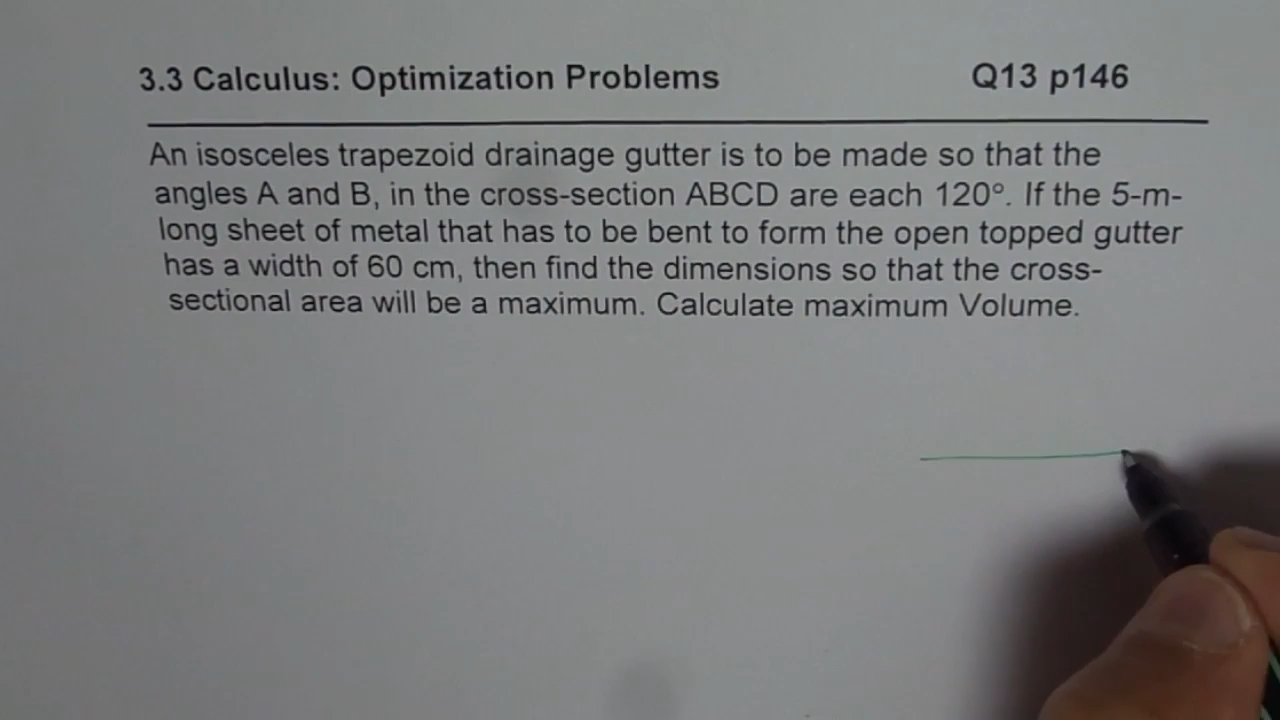 3.3 Calculus: Optimization Problems Q13 p146
An isosceles trapezoid drainage gutter is to be made so that the
angles A and B, in the cross-section ABCD are each 120°. If the 5-m-
long sheet of metal that has to be bent to form the open topped gutter
has a width of 60 cm, then find the dimensions so that the cross-
sectional area will be a maximum. Calculate maximum Volume.